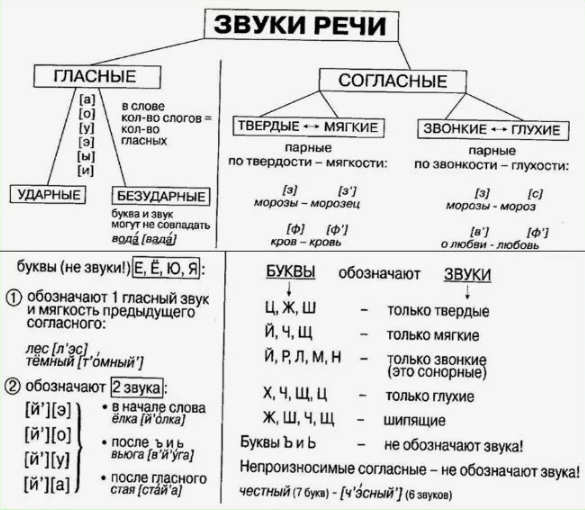 ЗВУКИ РЕЧИ
ГЛАСНЫЕ
[а]
[о]
[у]
[э]
[ы]
[и]
в слове
кол-во слогов =
кол-во
гласных
УДАРНЫЕ
БЕЗУДАРНЫЕ
буква и звук
могут не совпадать
вода́ [вада́]
СОГЛАСНЫЕ
ТВЕРДЫЕ ↔ МЯГКИЕ
парные
по твердости – мягкости:
[з] [з']
морозы – морозец
[ф] [ф']
кров – кровь
ЗВОНКИЕ ↔ ГЛУХИЕ
парные
по звонкости – глухости:
[з] [с]
морозы - мороз
[в'] [ф']
о любви - любовь
буквы (не звуки!) Е, Ё, Ю, Я :
① обозначают 1 гласный звук
и мягкость предыдущего
согласного:
лес [л'эс] ,
тёмный [т'о́мный']
② обозначают 2 звука :
[й'][э]
[й'][о]
[й'][у]
[й'][а]
• в начале слова
ёлка [й'о́лка]
• после ъ и ь
вьюга [в'й'у́га]
• после гласного
стая [ста́й'а]
БУКВЫ обозначают ЗВУКИ
Ц, Ж, Ш – только твердые
Й, Ч, Щ – только мягкие
Й, Р, Л, М, Н – только звонкие
(это сонорные)
Х, Ч, Щ, Ц – только глухие
Ж, Ш, Ч, Щ – шипящие
Буквы Ъ и Ь – не обозначают звука!
Непроизносимые согласные – не обозначают звука!
честный (7 букв) - [ч'э́сный'] (6 звуков)